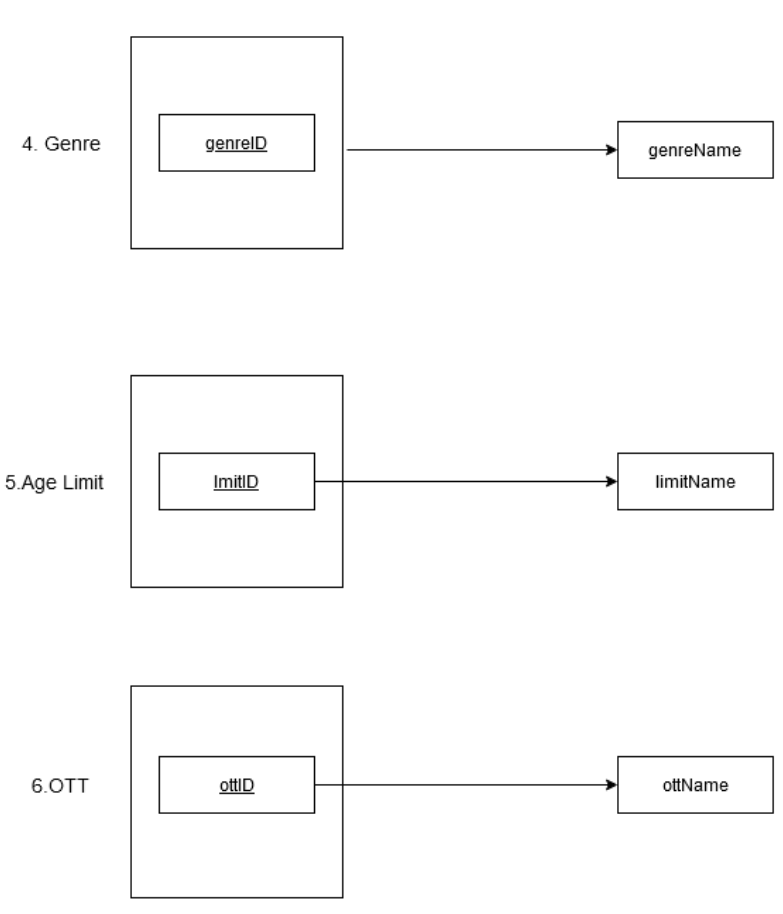 4. Genre
genreID
genreName
5.Age Limit
lmitID
limitName
6.OTT
ottID
ottName